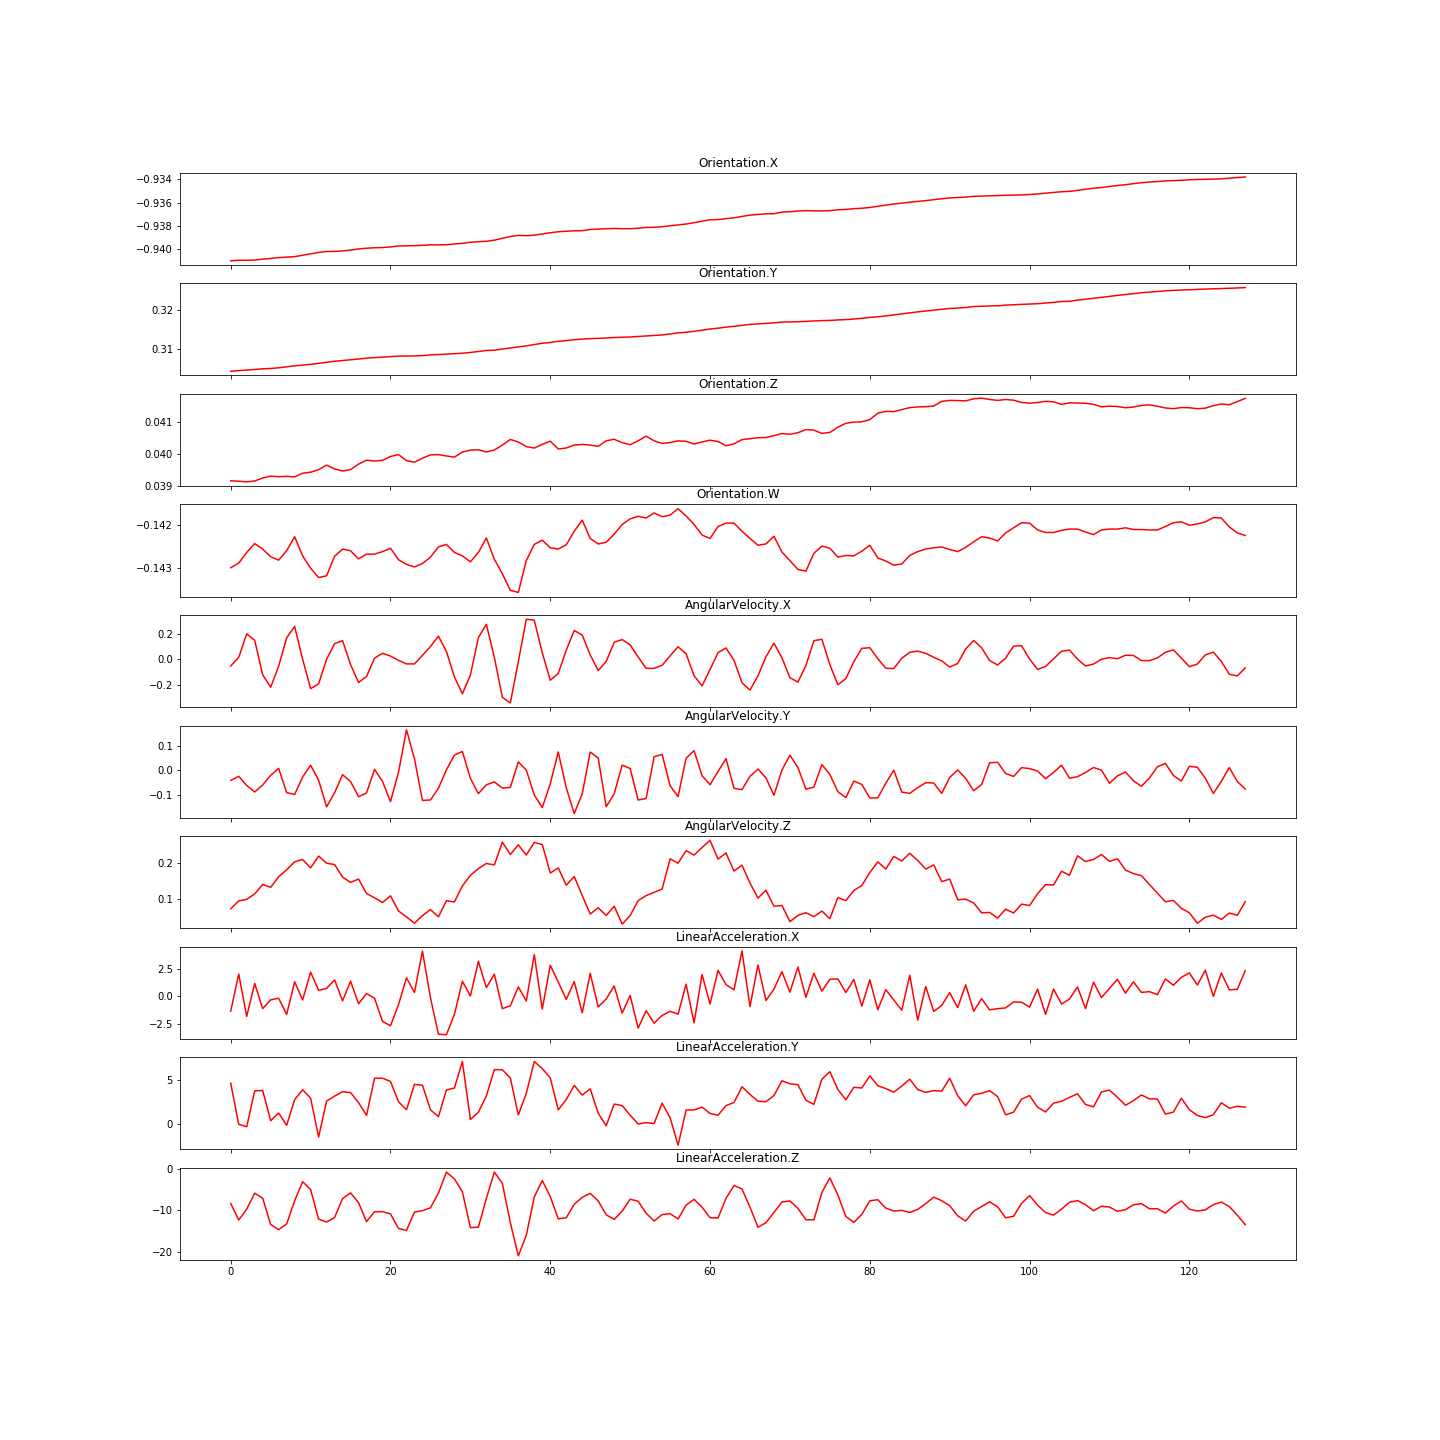 Orientation.X
−0.934
−0.936
−0.938
−0.940
Orientation.Y
0.32
0.31
Orientation.Z
0.041
0.040
0.039
Orientation.W
−0.142
−0.143
AngularVelocity.X
0.2
0.0
−0.2
AngularVelocity.Y
0.1
0.0
−0.1
AngularVelocity.Z
0.2
0.1
LinearAcceleration.X
2.5
0.0
−2.5
LinearAcceleration.Y
5
0
LinearAcceleration.Z
0
−10
−20
0 20 40 60 80 100 120